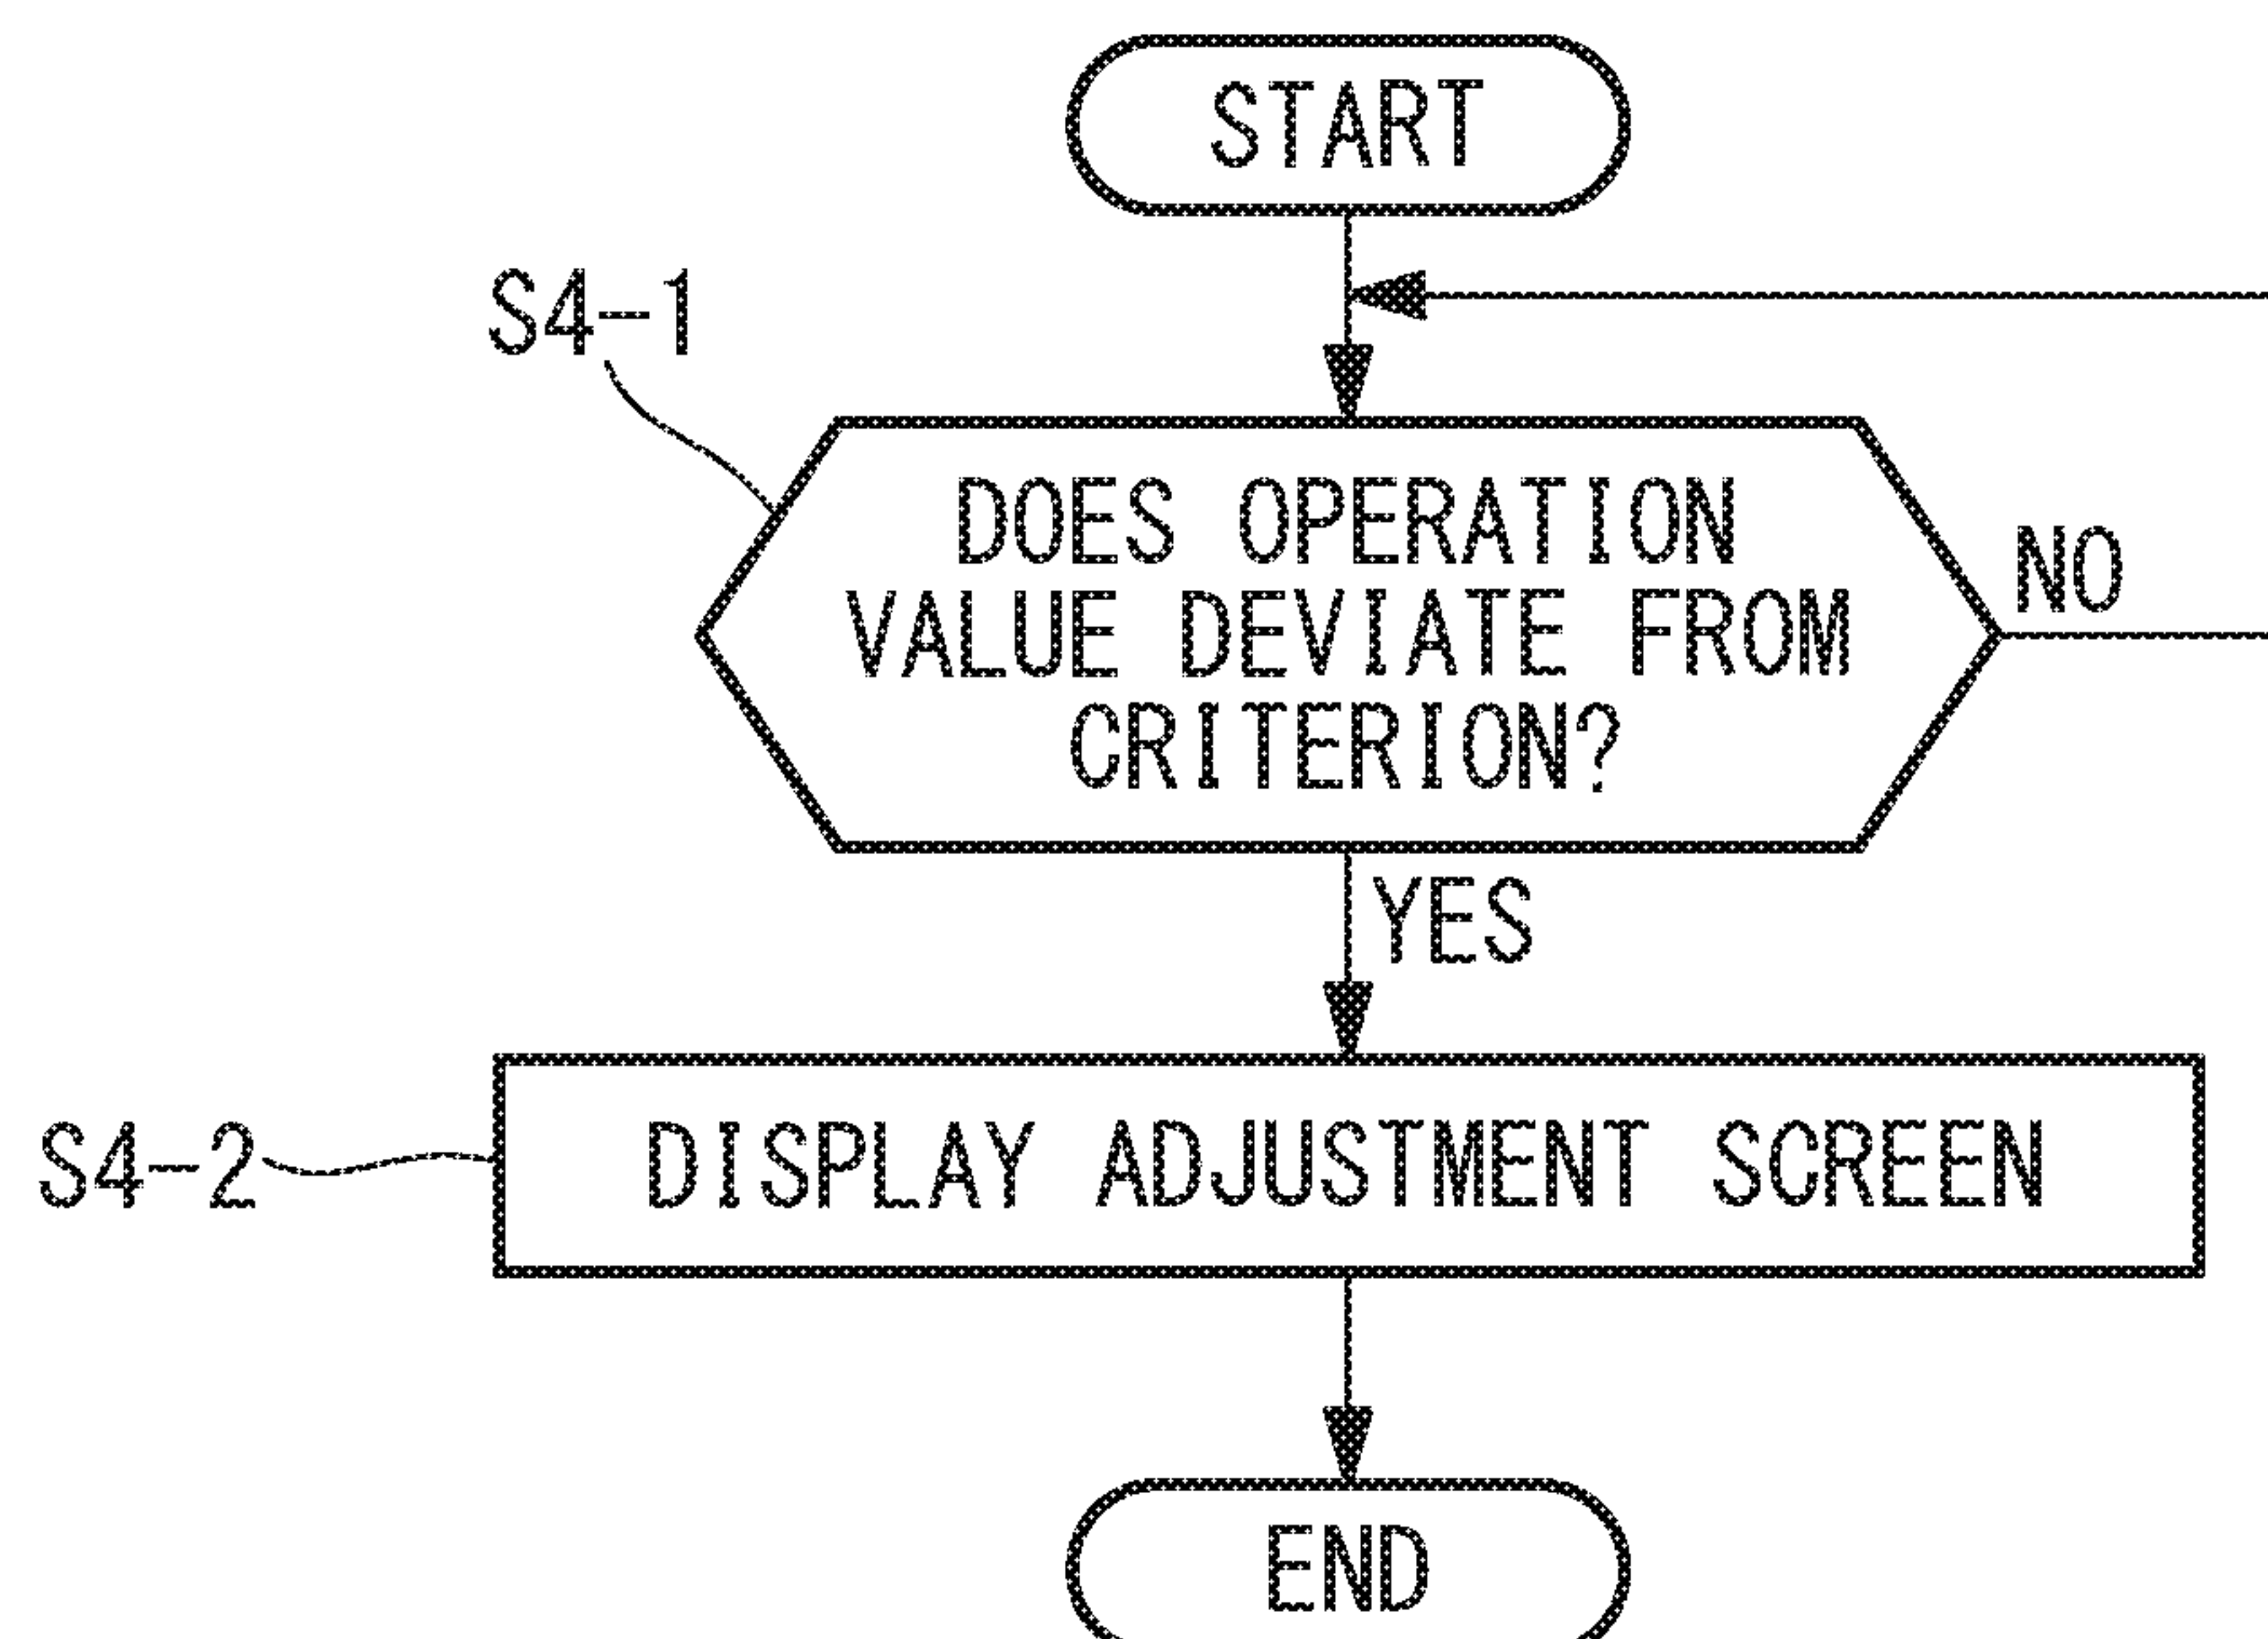 START
S4-1
DOES OPERATION
VALUE DEVIATE FROM
CRITERION?
NO
YES
S4-2
DISPLAY ADJUSTMENT SCREEN
END